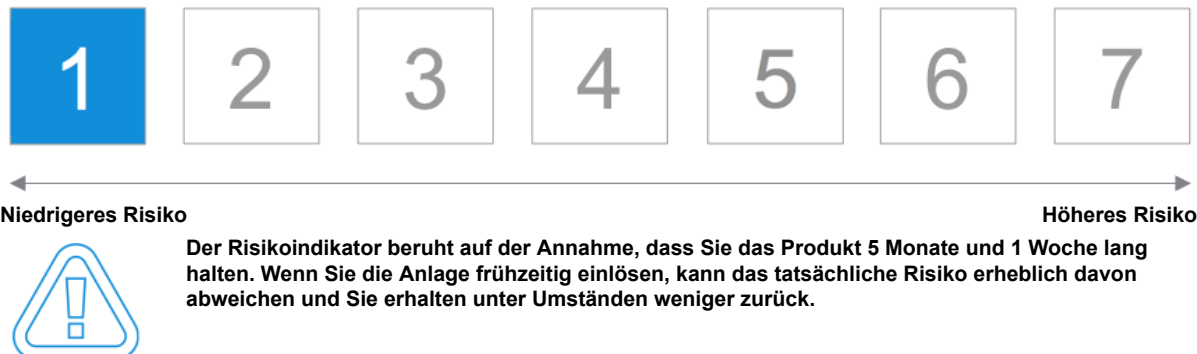 1 2 3 4 5 6 7
Niedrigeres Risiko Höheres Risiko
Der Risikoindikator beruht auf der Annahme, dass Sie das Produkt 5 Monate und 1 Woche lang
halten. Wenn Sie die Anlage frühzeitig einlösen, kann das tatsächliche Risiko erheblich davon
abweichen und Sie erhalten unter Umständen weniger zurück.